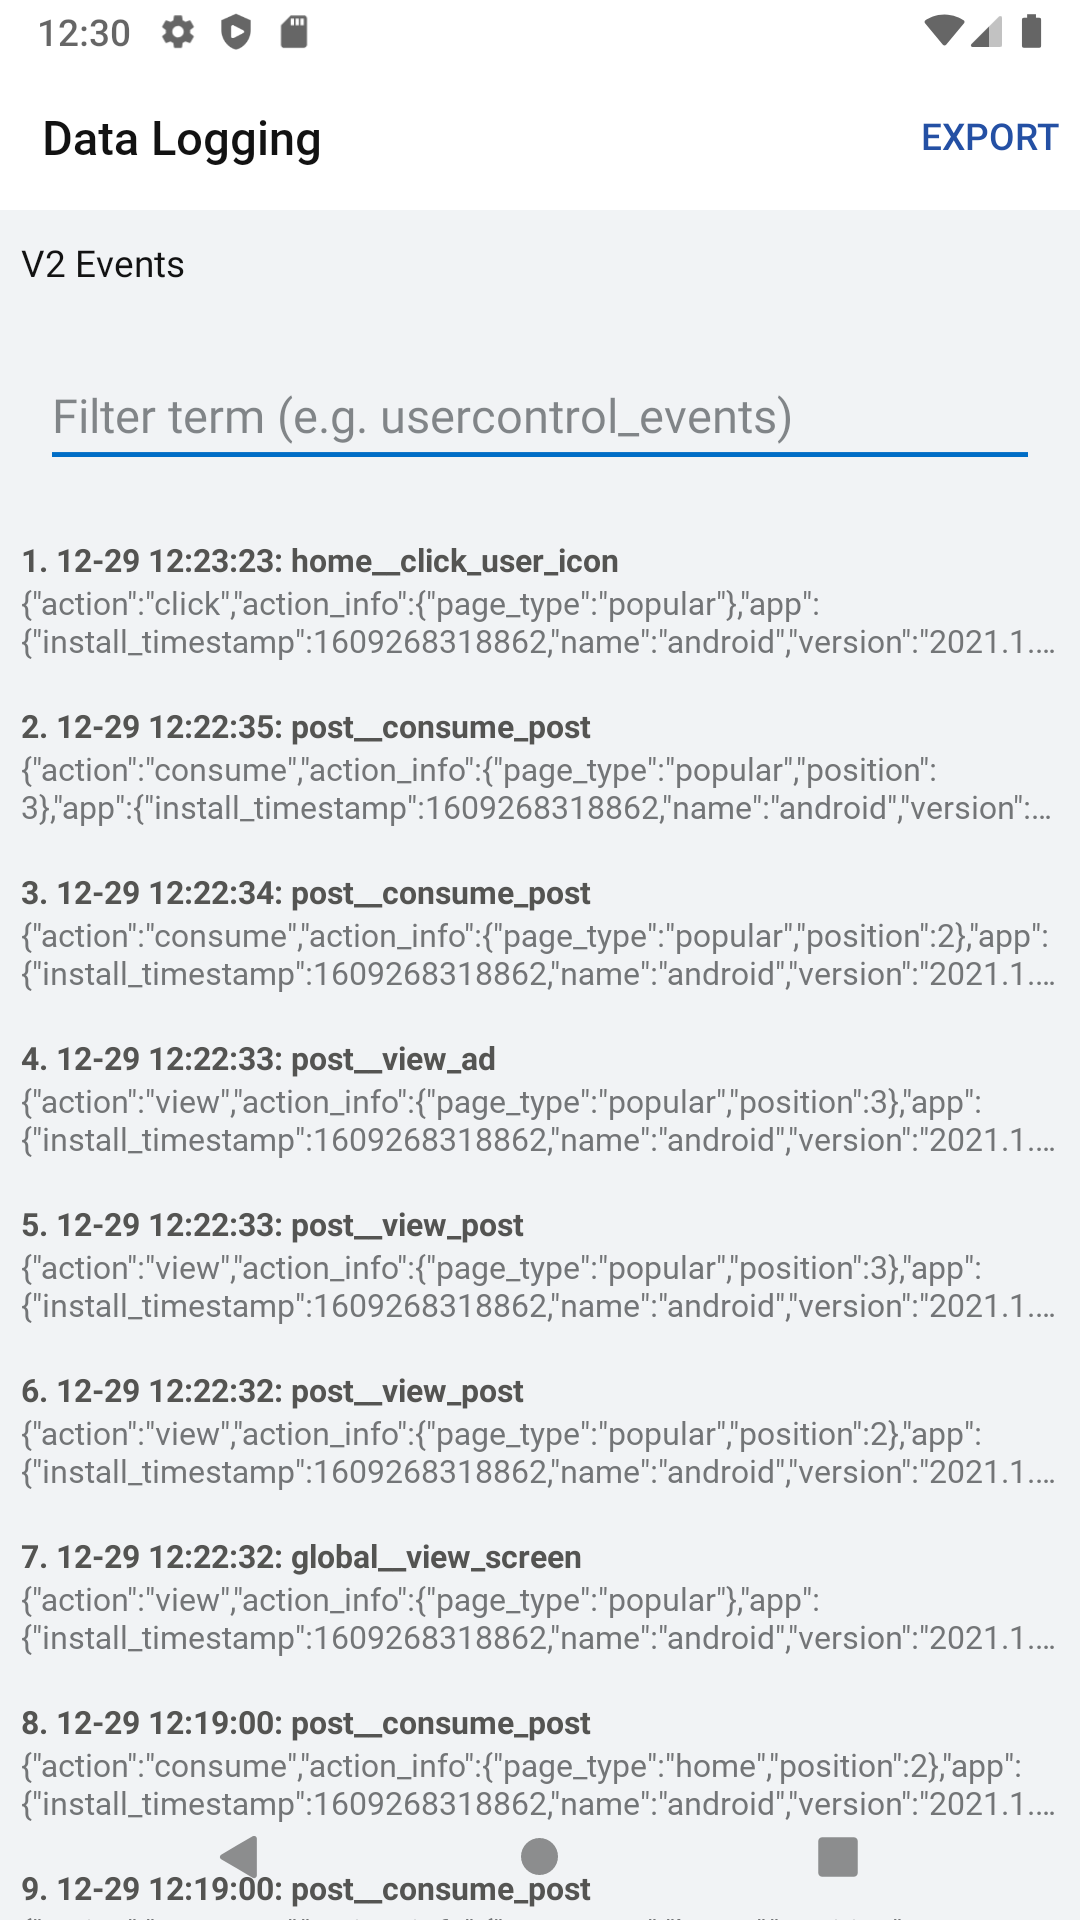 12:30
Data Logging
EXPORT
V2 Events
Filter term (e.g. usercontrol_events)
1. 12-29 12:23:23: home__click_user_icon
{"action":"click","action_info":{"page_type":"popular"},"app":
{"install_timestamp":1609268318862,"name":"android","version":"2021.1.…
2. 12-29 12:22:35: post__consume_post
{"action":"consume","action_info":{"page_type":"popular","position":
3},"app":{"install_timestamp":1609268318862,"name":"android","version":…
3. 12-29 12:22:34: post__consume_post
{"action":"consume","action_info":{"page_type":"popular","position":2},"app":
{"install_timestamp":1609268318862,"name":"android","version":"2021.1.…
4. 12-29 12:22:33: post__view_ad
{"action":"view","action_info":{"page_type":"popular","position":3},"app":
{"install_timestamp":1609268318862,"name":"android","version":"2021.1.…
5. 12-29 12:22:33: post__view_post
{"action":"view","action_info":{"page_type":"popular","position":3},"app":
{"install_timestamp":1609268318862,"name":"android","version":"2021.1.…
6. 12-29 12:22:32: post__view_post
{"action":"view","action_info":{"page_type":"popular","position":2},"app":
{"install_timestamp":1609268318862,"name":"android","version":"2021.1.…
7. 12-29 12:22:32: global__view_screen
{"action":"view","action_info":{"page_type":"popular"},"app":
{"install_timestamp":1609268318862,"name":"android","version":"2021.1.…
8. 12-29 12:19:00: post__consume_post
{"action":"consume","action_info":{"page_type":"home","position":2},"app":
{"install_timestamp":1609268318862,"name":"android","version":"2021.1.…
9. 12-29 12:19:00: post__consume_post